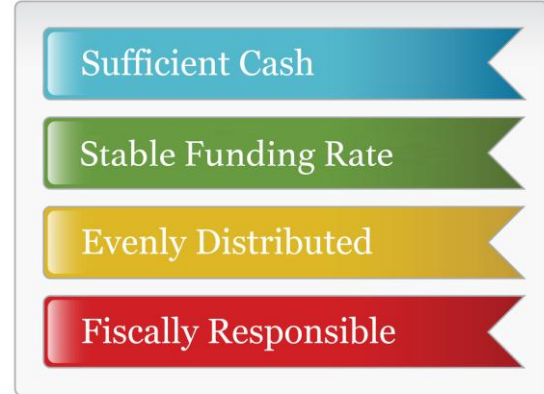 Sufficient Cash
Stable Funding Rate
Evenly Distributed
Fiscally Responsible